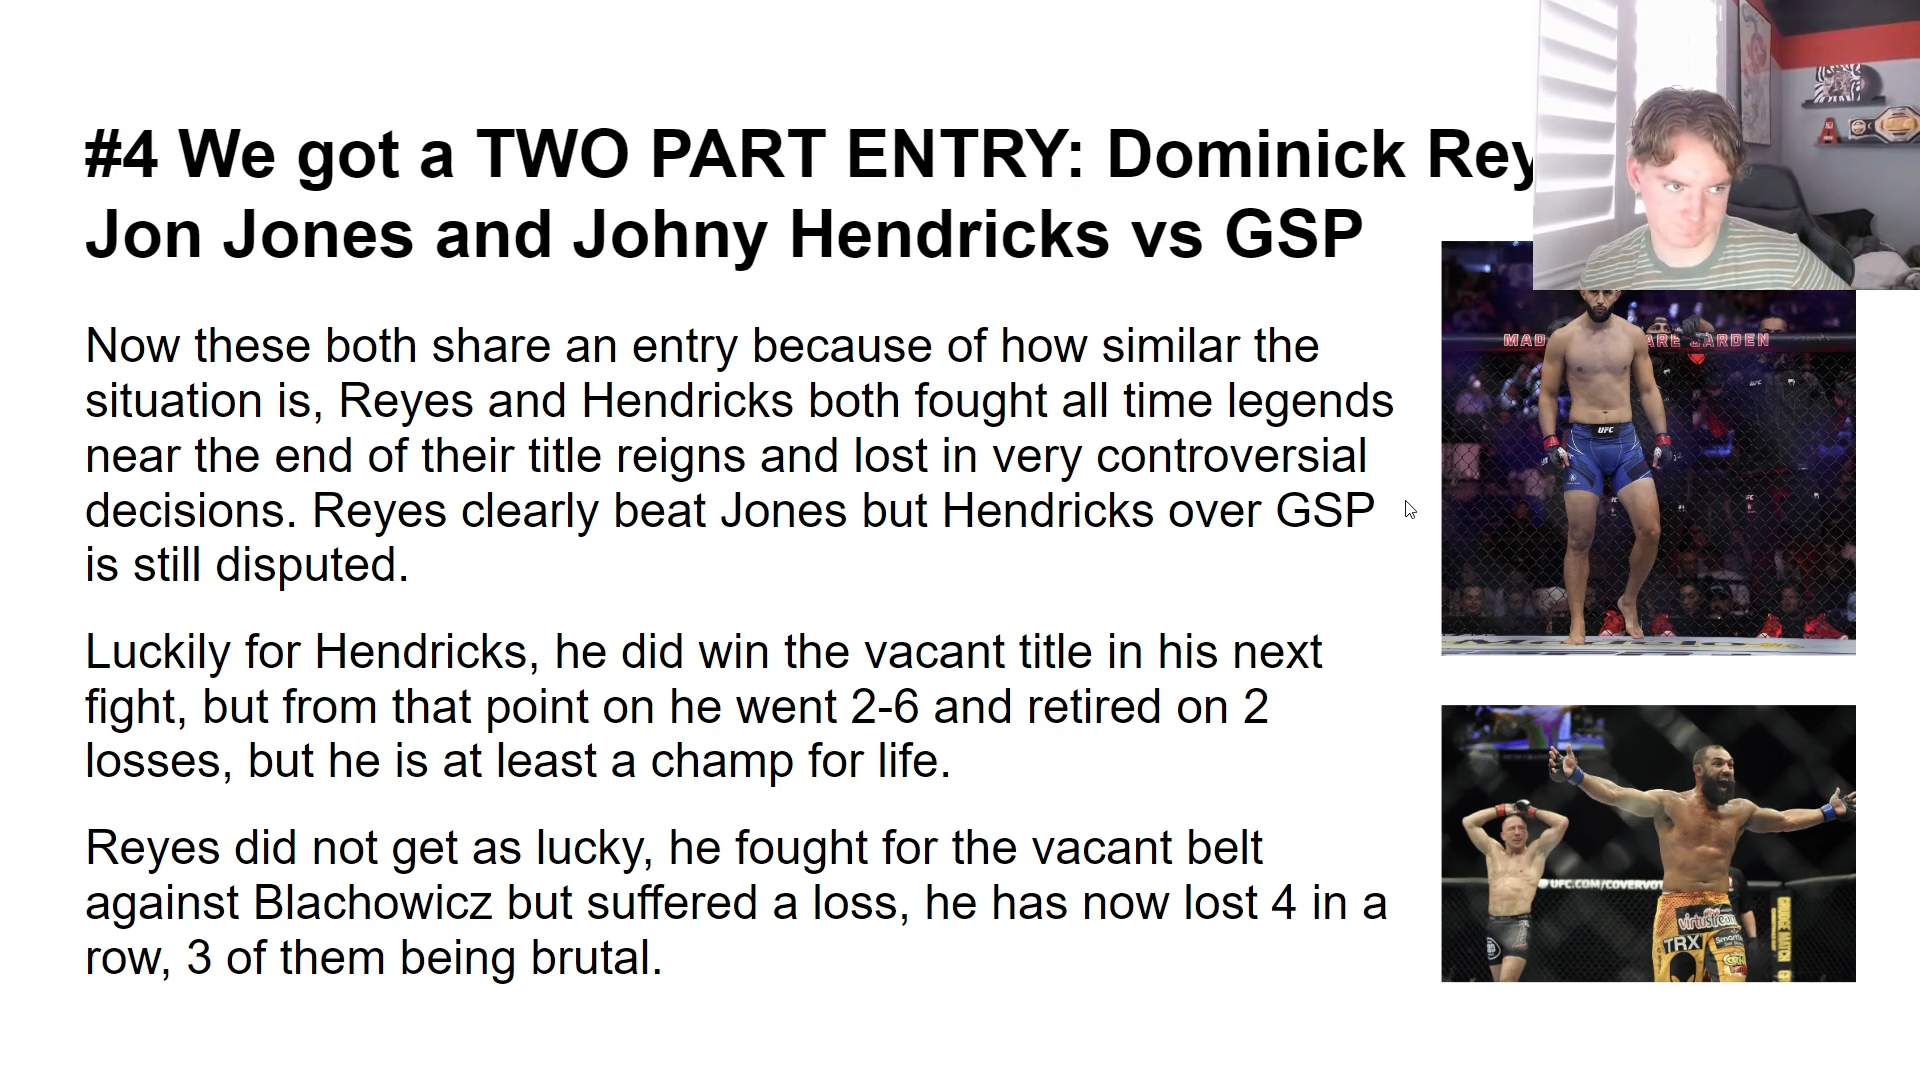 #4 We got a TWO PART ENTRY: Dominick Rey
Jon Jones and Johny Hendricks vs GSP
Now these both share an entry because of how similar the
situation is, Reyes and Hendricks both fought all time legends
near the end of their title reigns and lost in very controversial
decisions. Reyes clearly beat Jones but Hendricks over GSP
is still disputed.
Luckily for Hendricks, he did win the vacant title in his next
fight, but from that point on he went 2-6 and retired on 2
losses, but he is at least a champ for life.
Reyes did not get as lucky, he fought for the vacant belt
against Blachowicz but suffered a loss, he has now lost 4 in a
row, 3 of them being brutal.
MAD ARE GARDEN
UFC
UFC.COM/COVERVOT
virtustream
TRX